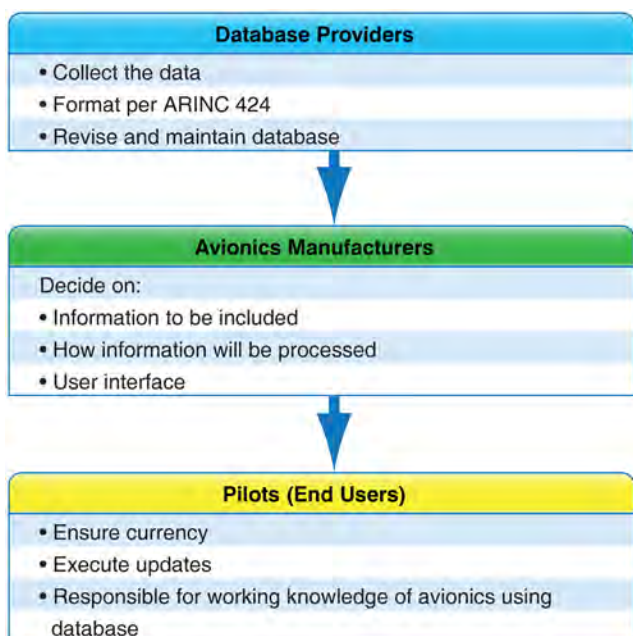 Database Providers
• Collect the data
• Format per ARINC 424
• Revise and maintain database
Avionics Manufacturers
Decide on:
• Information to be included
• How information will be processed
• User interface
Pilots (End Users)
• Ensure currency
• Execute updates
• Responsible for working knowledge of avionics using
database